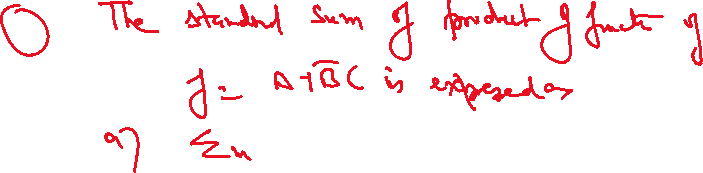 The standard sum of product of function of
f = A+B̅C is expressed as
a) Σm